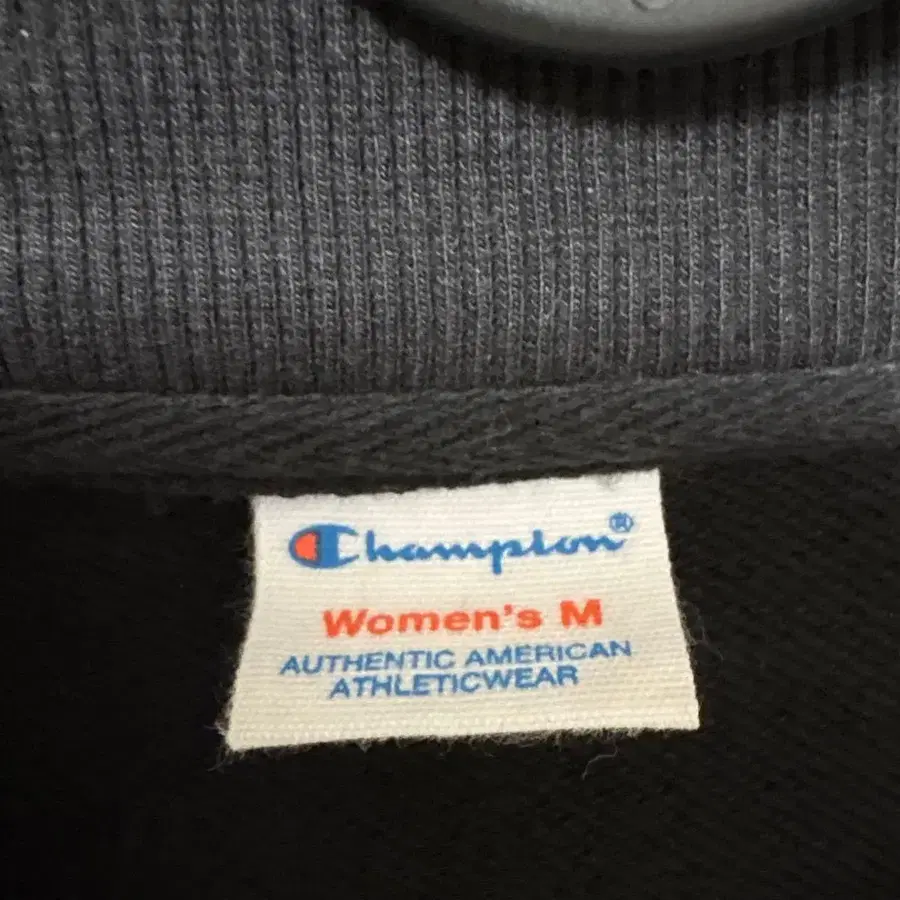 Champion®
Women's M
AUTHENTIC AMERICAN
ATHLETICWEAR